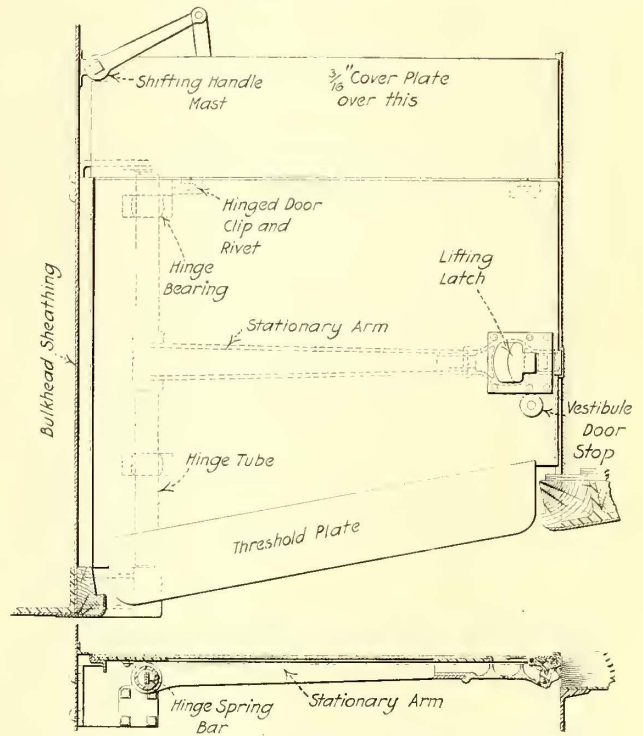 Shifting Handle
Mast
3/16" Cover Plate
over this
Hinged Door
Clip and
Rivet
Hinge
Bearing
Lifting
Latch
Bulkhead Sheathing
Stationary Arm
Vestibule
Door
Stop
Hinge Tube
Threshold Plate
Hinge Spring
Bar
Stationary Arm